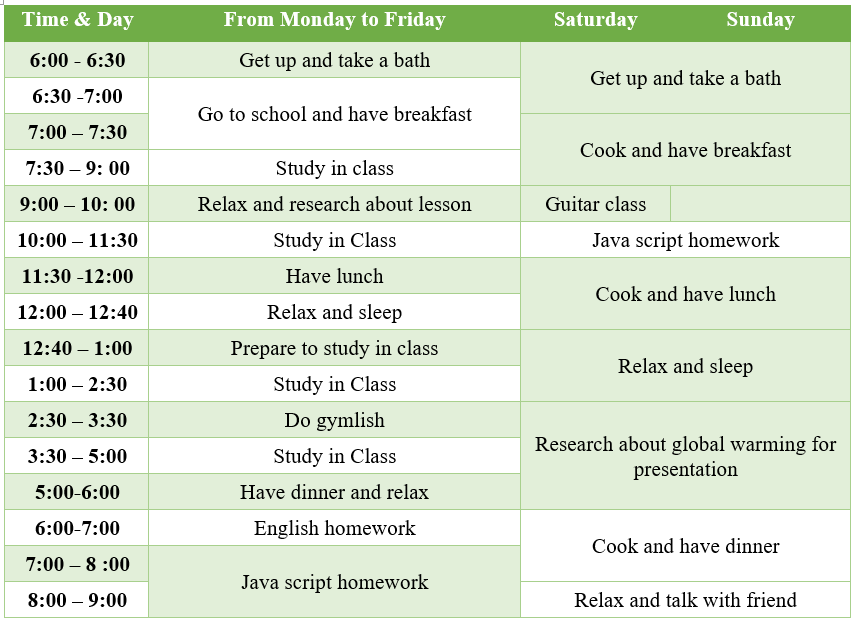 Time & Day From Monday to Friday Saturday Sunday
6:00 - 6:30 Get up and take a bath Get up and take a bath
6:30 -7:00 Go to school and have breakfast
7:00 – 7:30 Cook and have breakfast
7:30 – 9: 00 Study in class
9:00 – 10: 00 Relax and research about lesson Guitar class
10:00 – 11:30 Study in Class Java script homework
11:30 -12:00 Have lunch Cook and have lunch
12:00 – 12:40 Relax and sleep
12:40 – 1:00 Prepare to study in class Relax and sleep
1:00 – 2:30 Study in Class
2:30 – 3:30 Do gymlish Research about global warming for
presentation
3:30 – 5:00 Study in Class
5:00-6:00 Have dinner and relax
6:00-7:00 English homework Cook and have dinner
7:00 – 8 :00 Java script homework
8:00 – 9:00 Relax and talk with friend